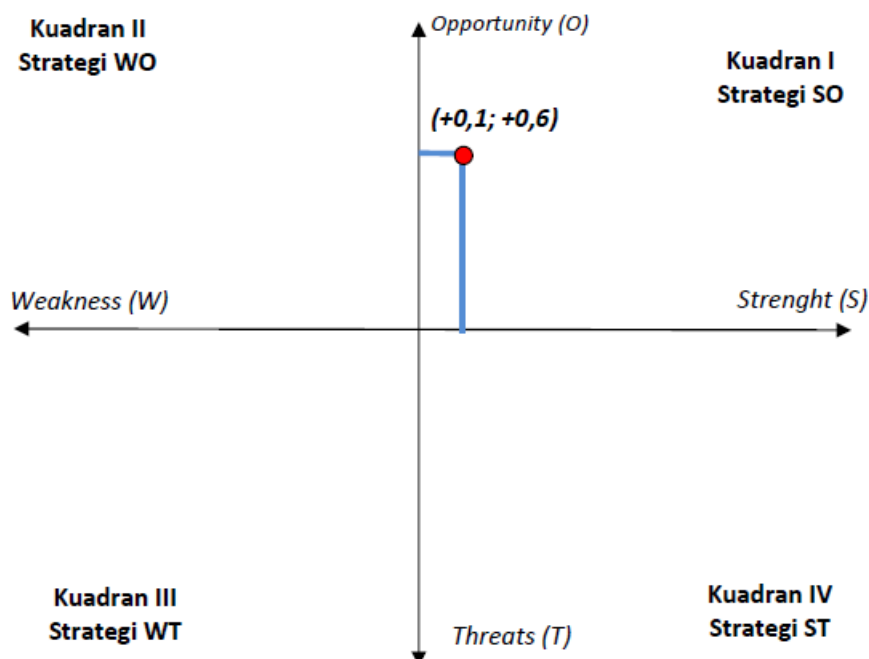 Kuadran II
Strategi WO
Opportunity (O)
Kuadran I
Strategi SO
(+0,1; +0,6)
Weakness (W)
Strenght (S)
Kuadran III
Strategi WT
Threats (T)
Kuadran IV
Strategi ST